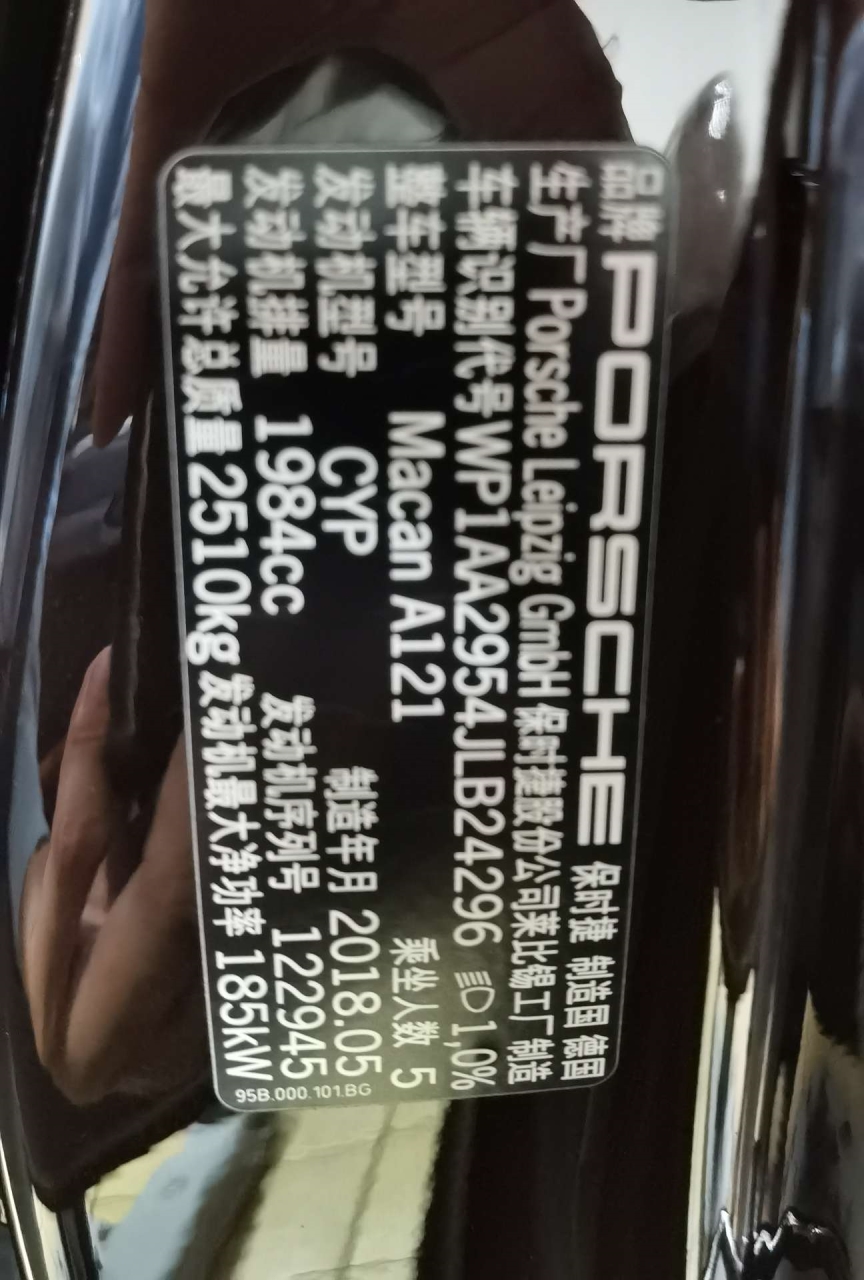 品牌 PORSCHE 保时捷 制造国 德国
生产厂 Porsche Leipzig GmbH 保时捷股份公司莱比锡工厂 制造
车辆识别代号 WP1AA2954JLB24296 1,0%
整车型号 Macan A121 乘坐人数 5
发动机型号 CYP 制造年月 2018.05
发动机排量 1984cc 发动机序列号 122945
最大允许总质量 2510kg 发动机最大净功率 185kW
95B.000.101.BG